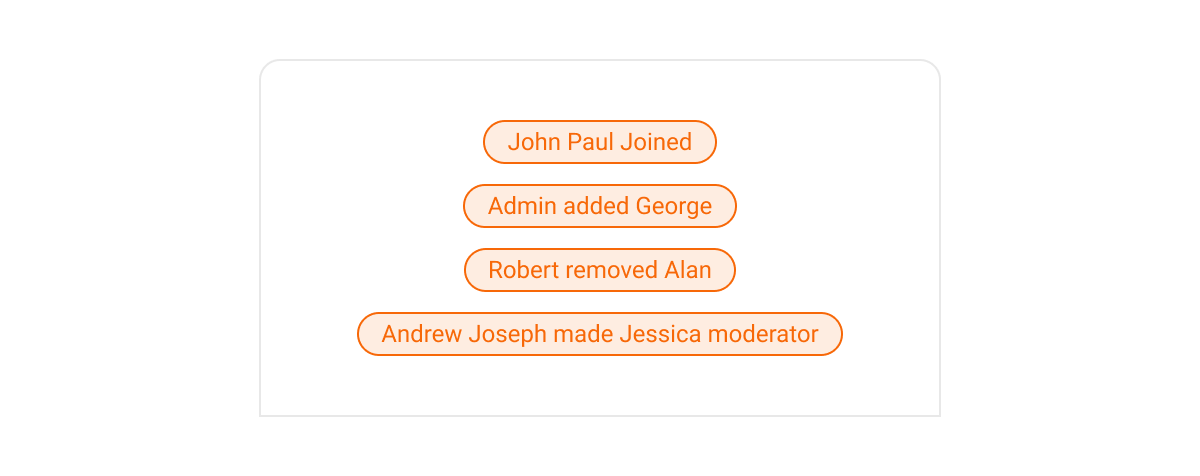 John Paul Joined
Admin added George
Robert removed Alan
Andrew Joseph made Jessica moderator